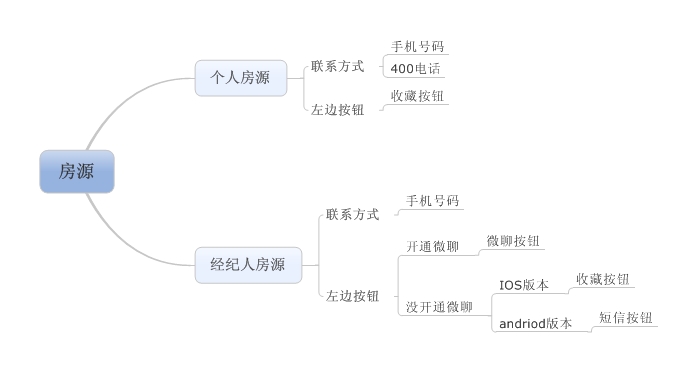 房源
个人房源
联系方式
手机号码
400电话
左边按钮
收藏按钮
经纪人房源
联系方式
手机号码
左边按钮
开通微聊
微聊按钮
没开通微聊
IOS版本
收藏按钮
andriod版本
短信按钮